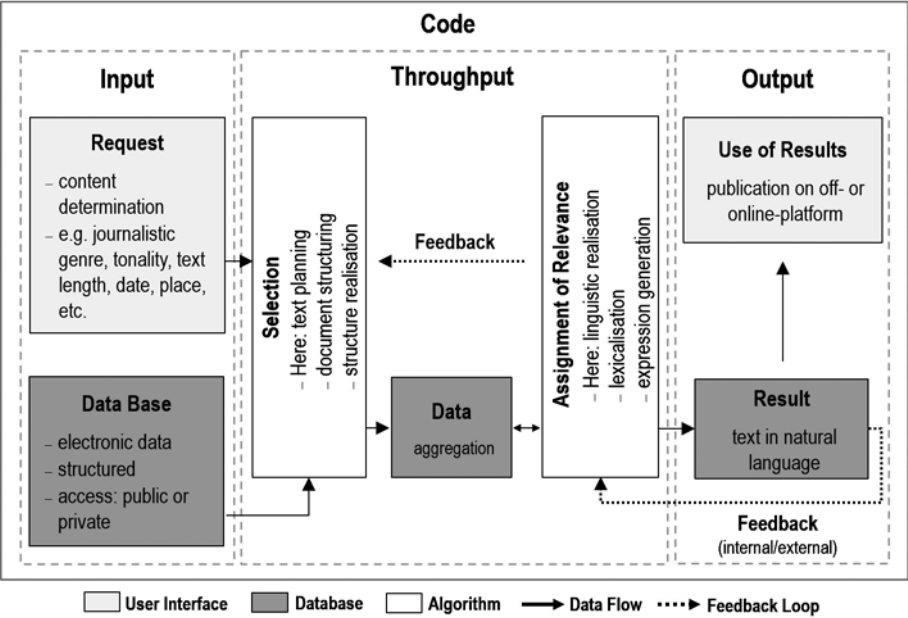 Code
Input
Throughput
Output
Request
– content
determination
– e.g. journalistic
genre, tonality, text
length, date, place,
etc.
Data Base
– electronic data
– structured
– access: public or
private
Selection
– Here: text planning
– document structuring
– structure realisation
Feedback
Data
aggregation
Assignment of Relevance
– Here: linguistic realisation
– lexicalisation
– expression generation
Use of Results
publication on off- or
online-platform
Result
text in natural
language
Feedback
(internal/external)
User Interface
Database
Algorithm
Data Flow
Feedback Loop